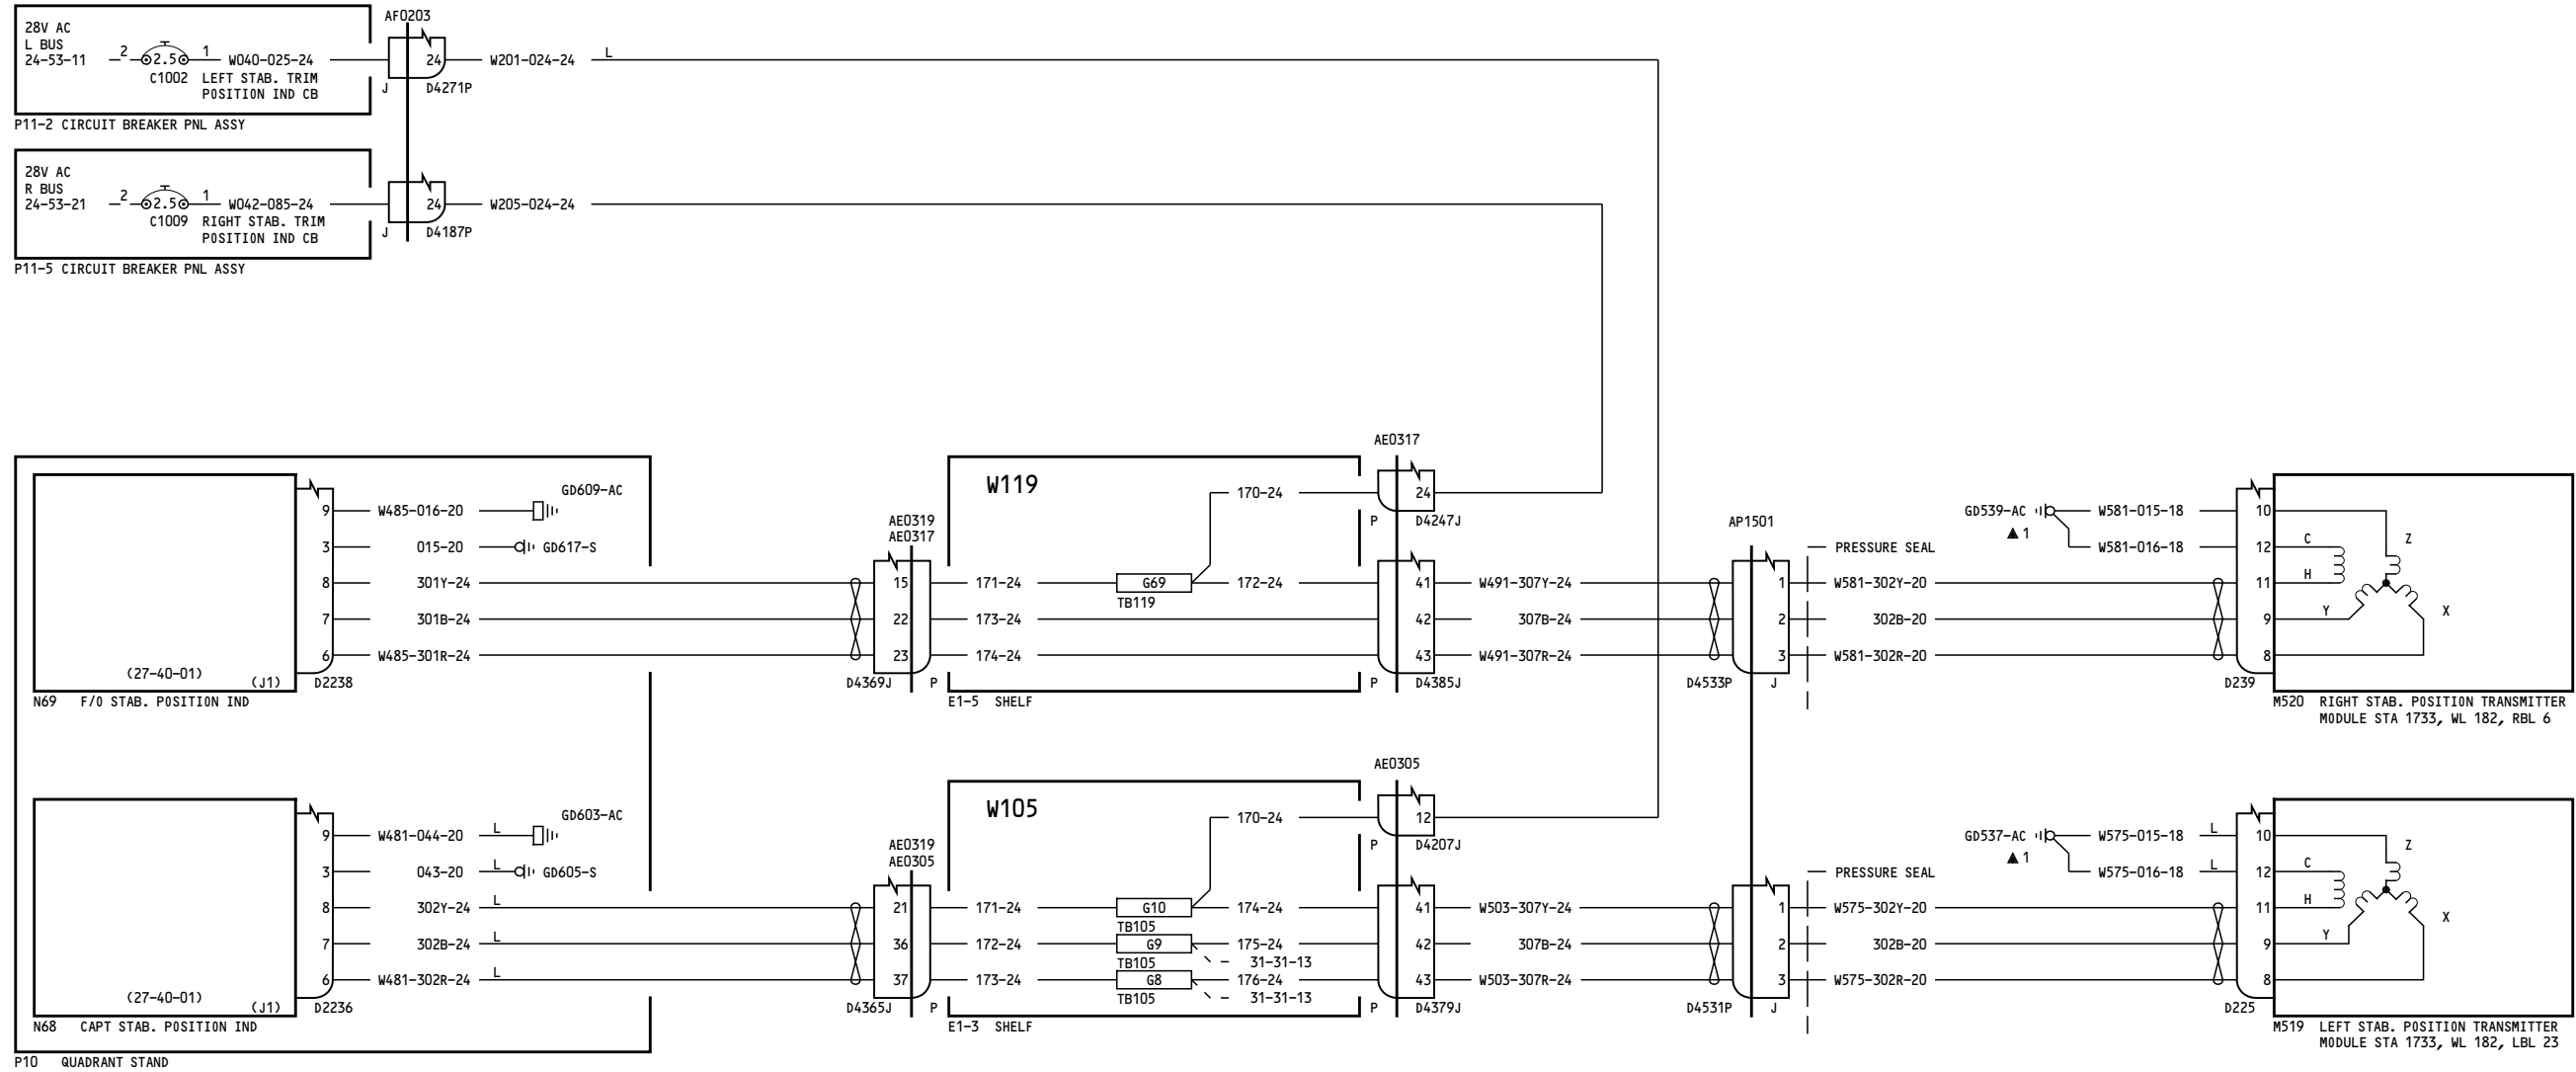 28V AC
L BUS
24-53-11
2
2.5
1
W040-025-24
C1002
LEFT STAB. TRIM
POSITION IND CB
P11-2 CIRCUIT BREAKER PNL ASSY
AF0203
24
J
D4271P
W201-024-24
L
28V AC
R BUS
24-53-21
2
2.5
1
W042-085-24
C1009
RIGHT STAB. TRIM
POSITION IND CB
P11-5 CIRCUIT BREAKER PNL ASSY
24
J
D4187P
W205-024-24
9
W485-016-20
GD609-AC
3
015-20
GD617-S
8
301Y-24
7
301B-24
6
W485-301R-24
(27-40-01)
(J1)
D2238
N69 F/O STAB. POSITION IND
AE0319
AE0317
15
22
23
D4369J
P
W119
170-24
171-24
G69
TB119
172-24
173-24
174-24
E1-5 SHELF
AE0317
24
P
D4247J
41
42
43
P
D4385J
W491-307Y-24
307B-24
W491-307R-24
AP1501
1
2
3
D4533P
J
PRESSURE SEAL
W581-302Y-20
302B-20
W581-302R-20
GD539-AC
1
W581-015-18
W581-016-18
10
12
11
9
8
D239
C
H
Z
Y
X
M520 RIGHT STAB. POSITION TRANSMITTER
MODULE STA 1733, WL 182, RBL 6
9
W481-044-20
L
GD603-AC
3
043-20
L
GD605-S
8
302Y-24
L
7
302B-24
L
6
W481-302R-24
L
(27-40-01)
(J1)
D2236
N68 CAPT STAB. POSITION IND
P10 QUADRANT STAND
AE0319
AE0305
21
36
37
D4365J
P
W105
170-24
171-24
G10
TB105
174-24
172-24
G9
TB105
175-24
31-31-13
173-24
G8
TB105
176-24
31-31-13
E1-3 SHELF
AE0305
12
P
D4207J
41
42
43
P
D4379J
W503-307Y-24
307B-24
W503-307R-24
1
2
3
D4531P
J
PRESSURE SEAL
W575-302Y-20
302B-20
W575-302R-20
GD537-AC
1
W575-015-18
L
W575-016-18
L
10
12
11
9
8
D225
C
H
Z
Y
X
M519 LEFT STAB. POSITION TRANSMITTER
MODULE STA 1733, WL 182, LBL 23